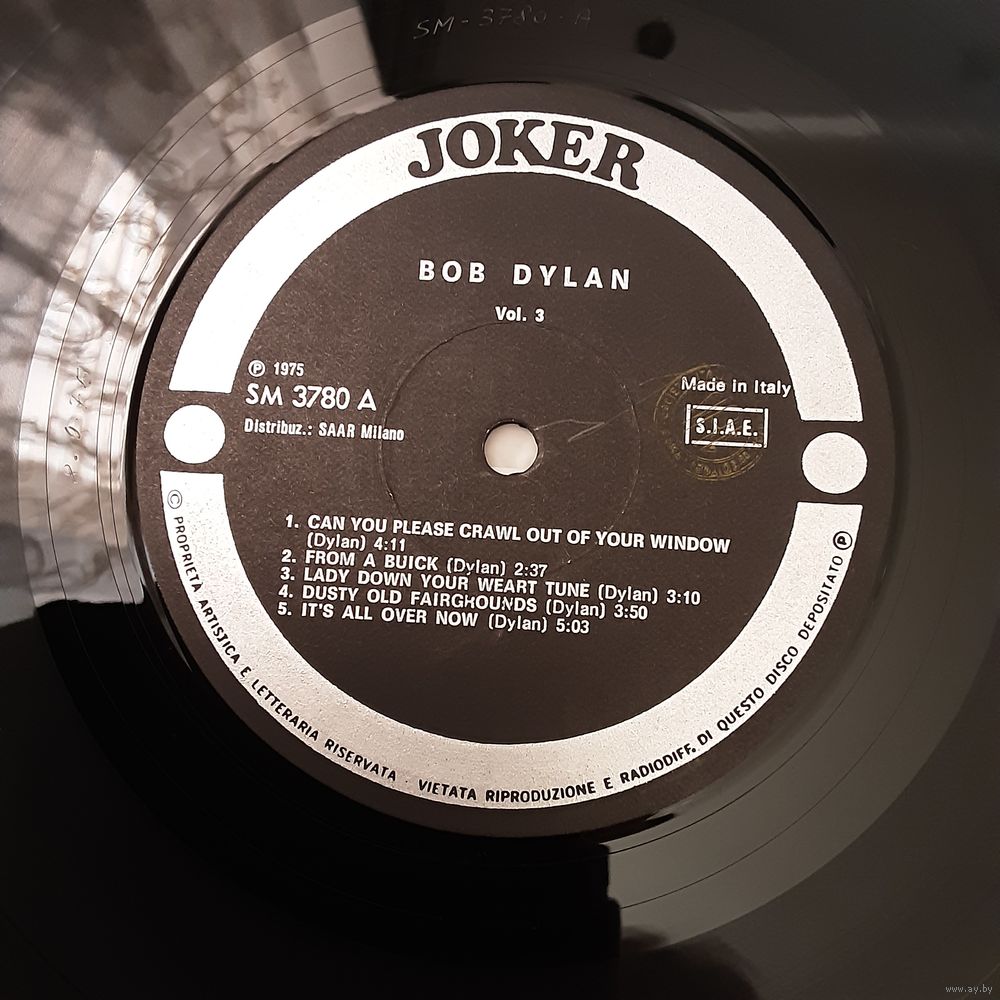 SM-3780-A
JOKER
BOB DYLAN
Vol. 3
Ⓟ 1975
SM 3780 A
Distribuz.: SAAR Milano
Made in Italy
S.I.A.E.
1. CAN YOU PLEASE CRAWL OUT OF YOUR WINDOW
(Dylan) 4:11
2. FROM A BUICK (Dylan) 2:37
3. LADY DOWN YOUR WEART TUNE (Dylan) 3:10
4. DUSTY OLD FAIRGROUNDS (Dylan) 3:50
5. IT'S ALL OVER NOW (Dylan) 5:03
© PROPRIETA ARTISTICA E LETTERARIA RISERVATA - VIETATA RIPRODUZIONE E RADIODIFF. DI QUESTO DISCO DEPOSITATO Ⓟ
www.ay.by